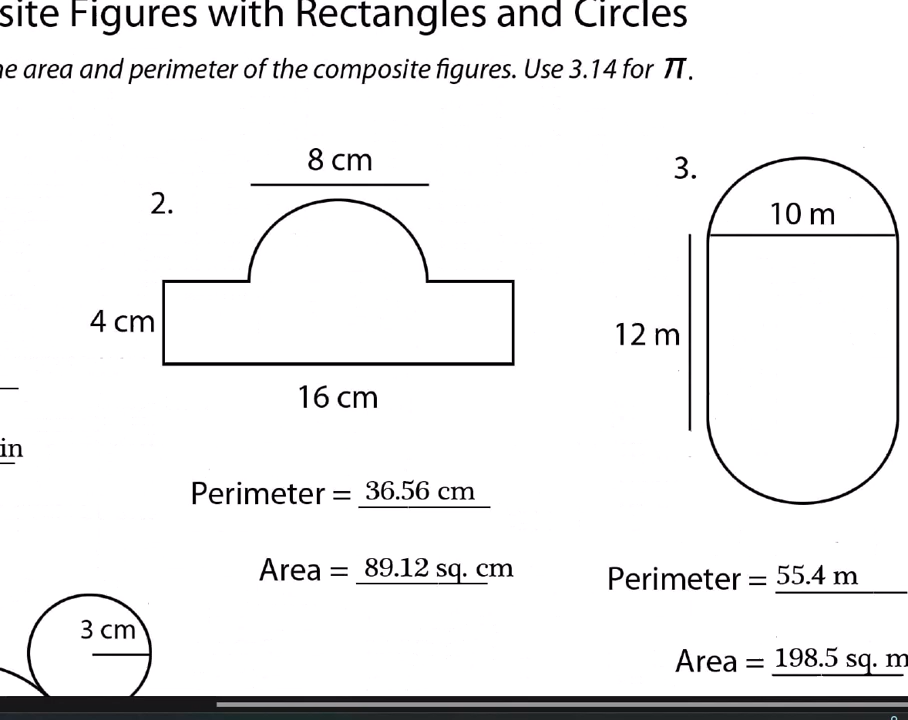 site Figures with Rectangles and Circles
e area and perimeter of the composite figures. Use 3.14 for π.
8 cm
2.
4 cm
16 cm
3.
10 m
12 m
in
Perimeter = 36.56 cm
Area = 89.12 sq. cm
Perimeter = 55.4 m
Area = 198.5 sq. m
3 cm